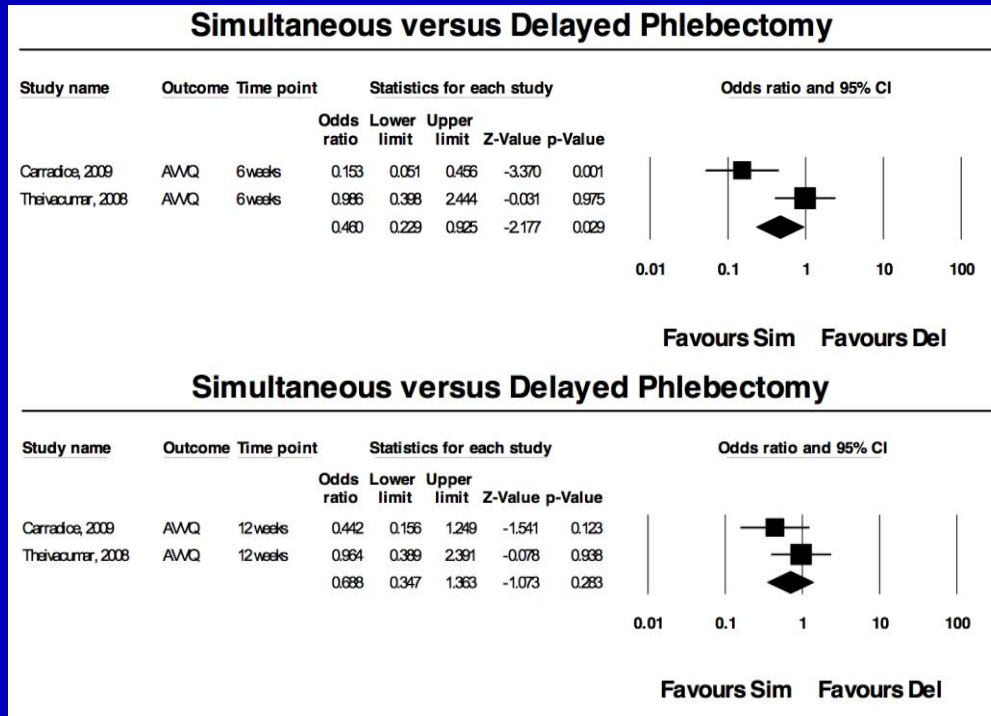 Simultaneous versus Delayed Phlebectomy
Study name Outcome Time point Statistics for each study Odds ratio and 95% CI
Odds Lower Upper
ratio limit limit Z-Value p-Value
Carradice, 2009 AVVQ 6 weeks 0.153 0.051 0.456 -3.370 0.001
Theivacumar, 2008 AVVQ 6 weeks 0.986 0.398 2.444 -0.031 0.975
0.460 0.229 0.925 -2.177 0.029
0.01 0.1 1 10 100
Favours Sim Favours Del
Simultaneous versus Delayed Phlebectomy
Study name Outcome Time point Statistics for each study Odds ratio and 95% CI
Odds Lower Upper
ratio limit limit Z-Value p-Value
Carradice, 2009 AVVQ 12 weeks 0.442 0.156 1.249 -1.541 0.123
Theivacumar, 2008 AVVQ 12 weeks 0.964 0.389 2.391 -0.078 0.938
0.688 0.347 1.363 -1.073 0.283
0.01 0.1 1 10 100
Favours Sim Favours Del